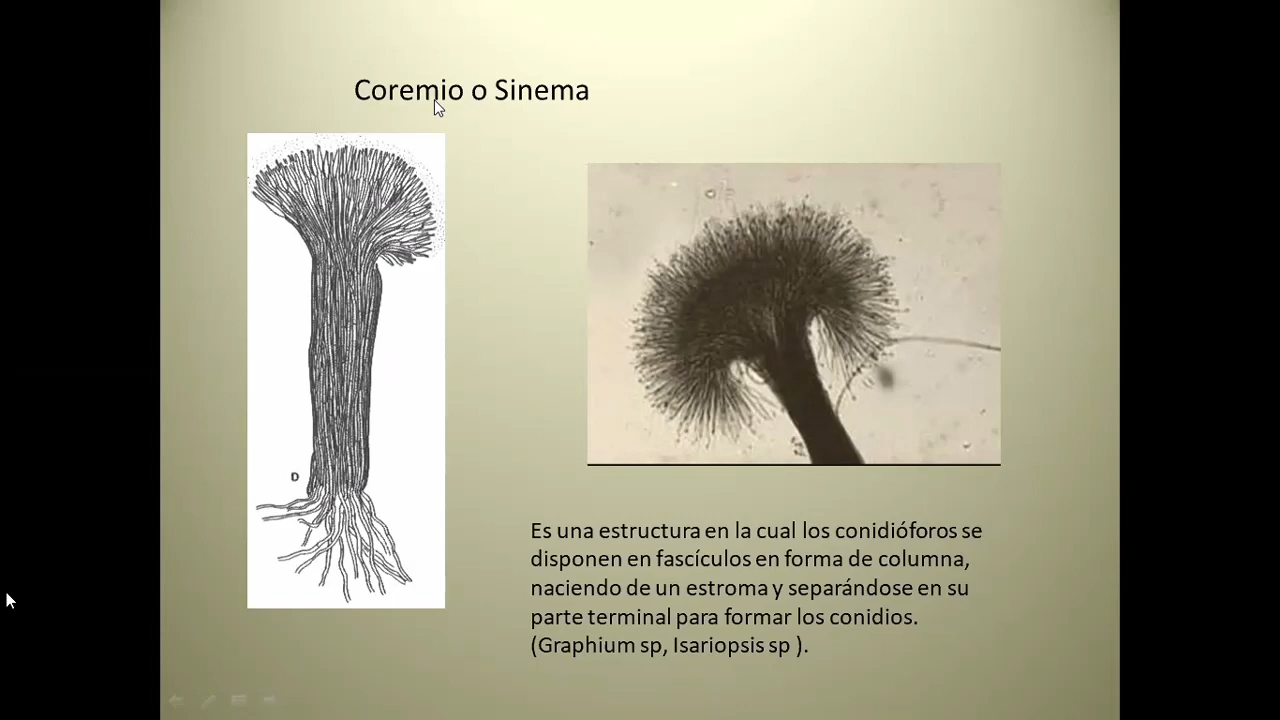 Coremio o Sinema
D
Es una estructura en la cual los conidióforos se
disponen en fascículos en forma de columna,
naciendo de un estroma y separándose en su
parte terminal para formar los conidios.
(Graphium sp, Isariopsis sp ).